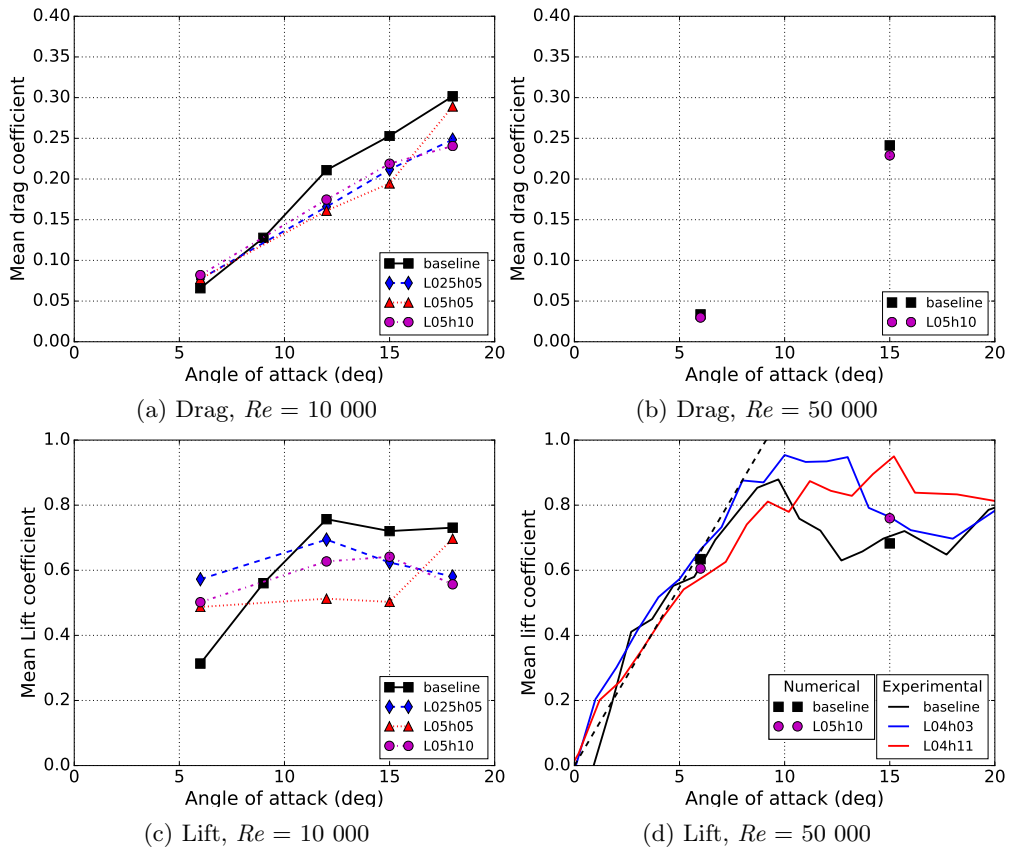 0.40
0.35
0.30
0.25
0.20
0.15
0.10
0.05
0.00
Mean drag coefficient
0 5 10 15 20
Angle of attack (deg)
baseline
L025h05
L05h05
L05h10
(a) Drag, Re = 10 000
0.40
0.35
0.30
0.25
0.20
0.15
0.10
0.05
0.00
Mean drag coefficient
0 5 10 15 20
Angle of attack (deg)
baseline
L05h10
(b) Drag, Re = 50 000
1.0
0.8
0.6
0.4
0.2
0.0
Mean Lift coefficient
0 5 10 15 20
Angle of attack (deg)
baseline
L025h05
L05h05
L05h10
(c) Lift, Re = 10 000
1.0
0.8
0.6
0.4
0.2
0.0
Mean lift coefficient
0 5 10 15 20
Angle of attack (deg)
Numerical
baseline
L05h10
Experimental
baseline
L04h03
L04h11
(d) Lift, Re = 50 000